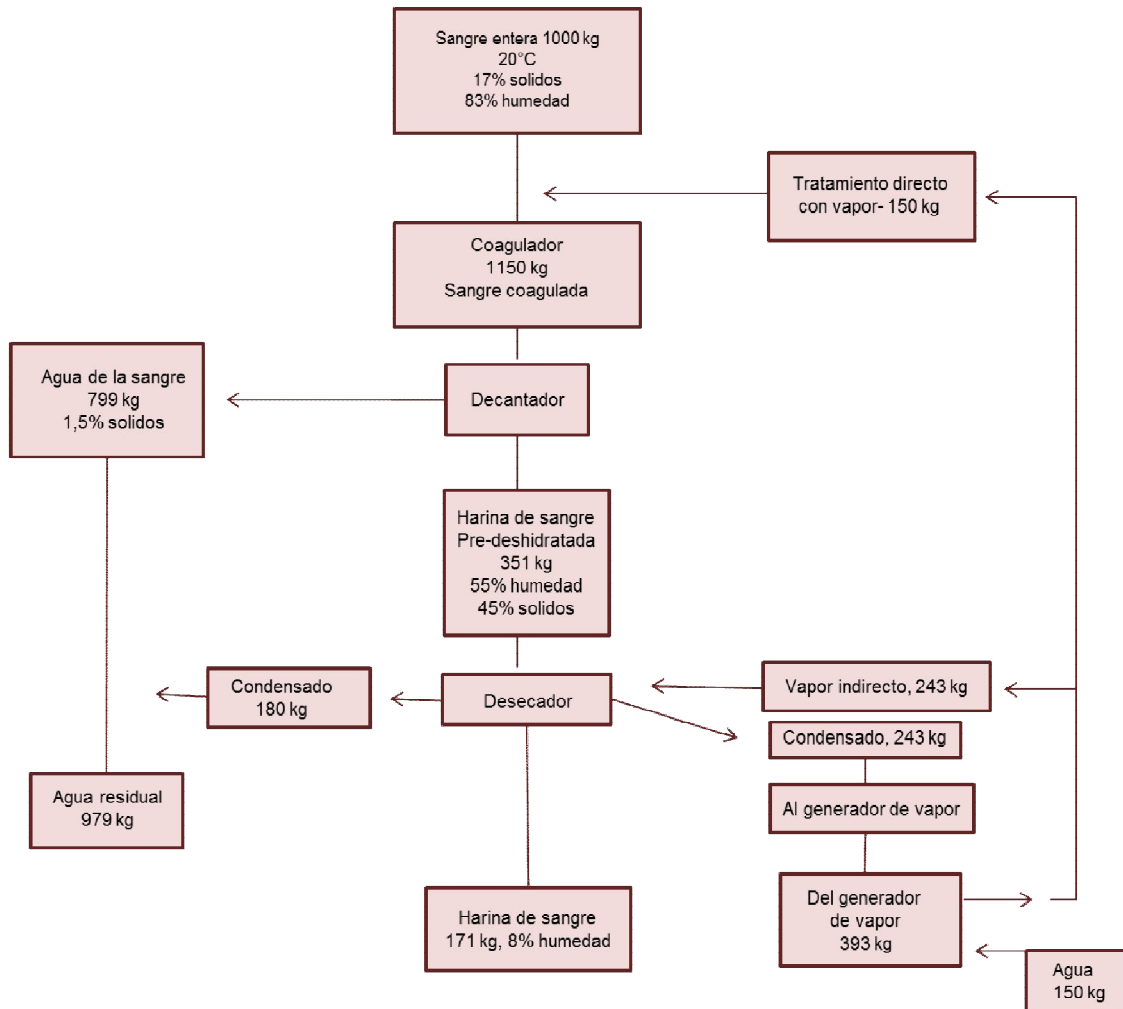 Sangre entera 1000 kg
20°C
17% solidos
83% humedad
Tratamiento directo
con vapor- 150 kg
Coagulador
1150 kg
Sangre coagulada
Agua de la sangre
799 kg
1,5% solidos
Decantador
Harina de sangre
Pre-deshidratada
351 kg
55% humedad
45% solidos
Condensado
180 kg
Desecador
Vapor indirecto, 243 kg
Condensado, 243 kg
Agua residual
979 kg
Al generador de vapor
Harina de sangre
171 kg, 8% humedad
Del generador
de vapor
393 kg
Agua
150 kg